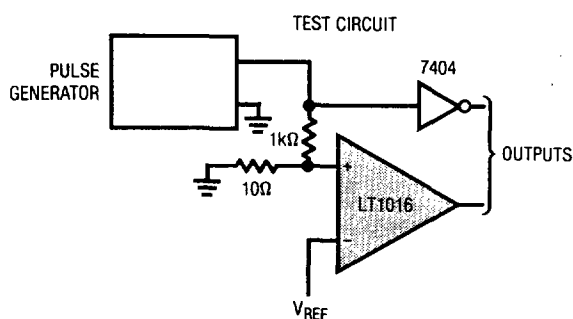 TEST CIRCUIT
PULSE
GENERATOR
7404
1kΩ
10Ω
+
LT1016
−
OUTPUTS
VREF